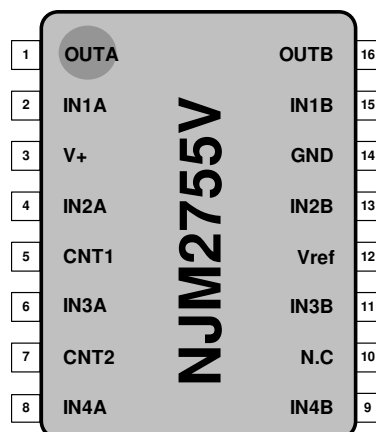 1 OUTA OUTB 16
2 IN1A IN1B 15
3 V+ GND 14
4 IN2A IN2B 13
5 CNT1 Vref 12
6 IN3A IN3B 11
7 CNT2 N.C 10
8 IN4A IN4B 9
NJM2755V